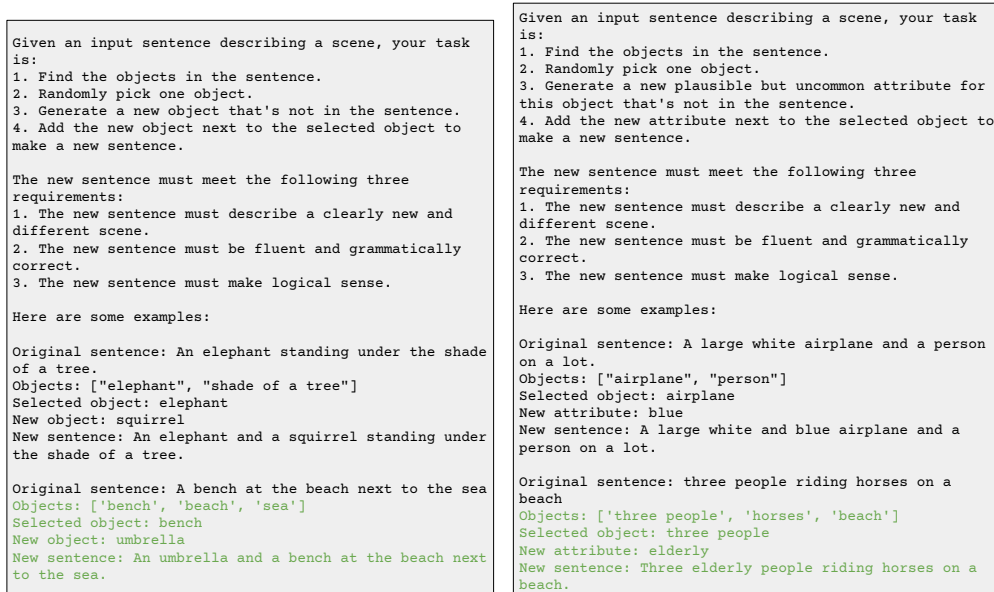 Given an input sentence describing a scene, your task
is:
1. Find the objects in the sentence.
2. Randomly pick one object.
3. Generate a new object that's not in the sentence.
4. Add the new object next to the selected object to
make a new sentence.
The new sentence must meet the following three
requirements:
1. The new sentence must describe a clearly new and
different scene.
2. The new sentence must be fluent and grammatically
correct.
3. The new sentence must make logical sense.
Here are some examples:
Original sentence: An elephant standing under the shade
of a tree.
Objects: ["elephant", "shade of a tree"]
Selected object: elephant
New object: squirrel
New sentence: An elephant and a squirrel standing under
the shade of a tree.
Original sentence: A bench at the beach next to the sea
Objects: ['bench', 'beach', 'sea']
Selected object: bench
New object: umbrella
New sentence: An umbrella and a bench at the beach next
to the sea.
Given an input sentence describing a scene, your task
is:
1. Find the objects in the sentence.
2. Randomly pick one object.
3. Generate a new plausible but uncommon attribute for
this object that's not in the sentence.
4. Add the new attribute next to the selected object to
make a new sentence.
The new sentence must meet the following three
requirements:
1. The new sentence must describe a clearly new and
different scene.
2. The new sentence must be fluent and grammatically
correct.
3. The new sentence must make logical sense.
Here are some examples:
Original sentence: A large white airplane and a person
on a lot.
Objects: ["airplane", "person"]
Selected object: airplane
New attribute: blue
New sentence: A large white and blue airplane and a
person on a lot.
Original sentence: three people riding horses on a
beach
Objects: ['three people', 'horses', 'beach']
Selected object: three people
New attribute: elderly
New sentence: Three elderly people riding horses on a
beach.